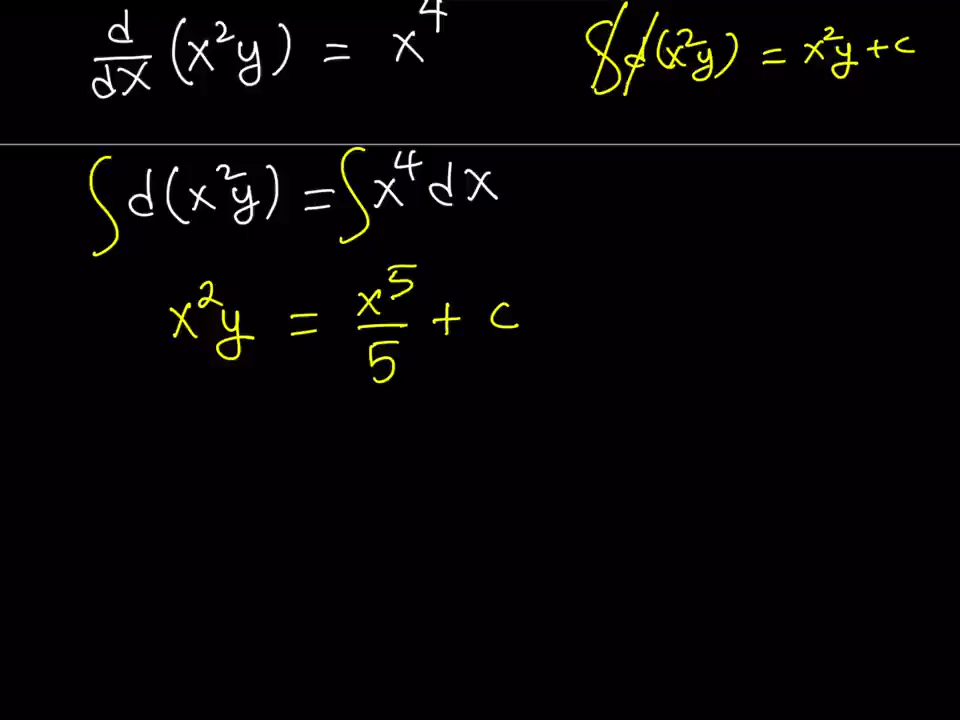 d/dx (x²y) = x⁴
∫d(x²y) = x²y + c
∫d(x²y) = ∫x⁴dx
x²y = x⁵/5 + c